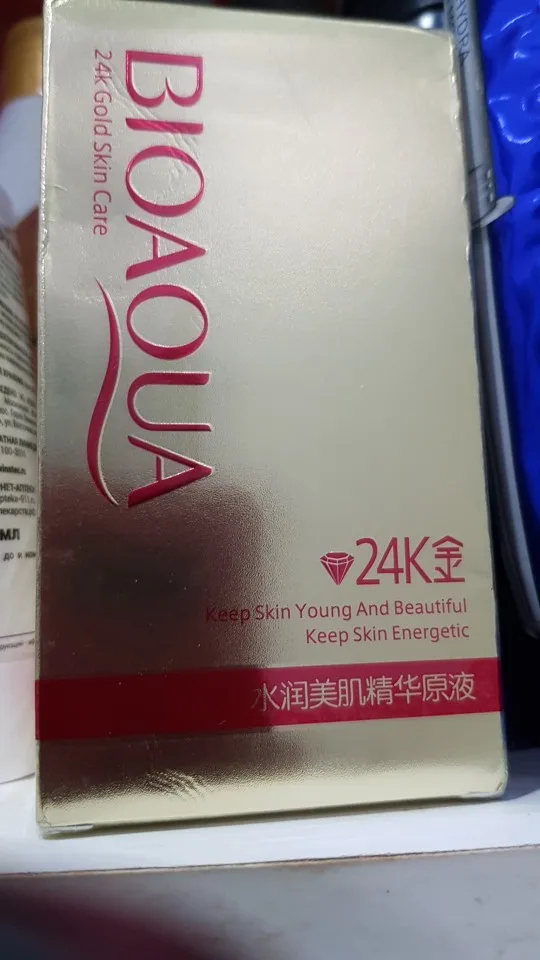 BIOAQUA
24k Gold Skin Care
24K金
Keep Skin Young And Beautiful
Keep Skin Energetic
水润美肌精华原液
МЛ